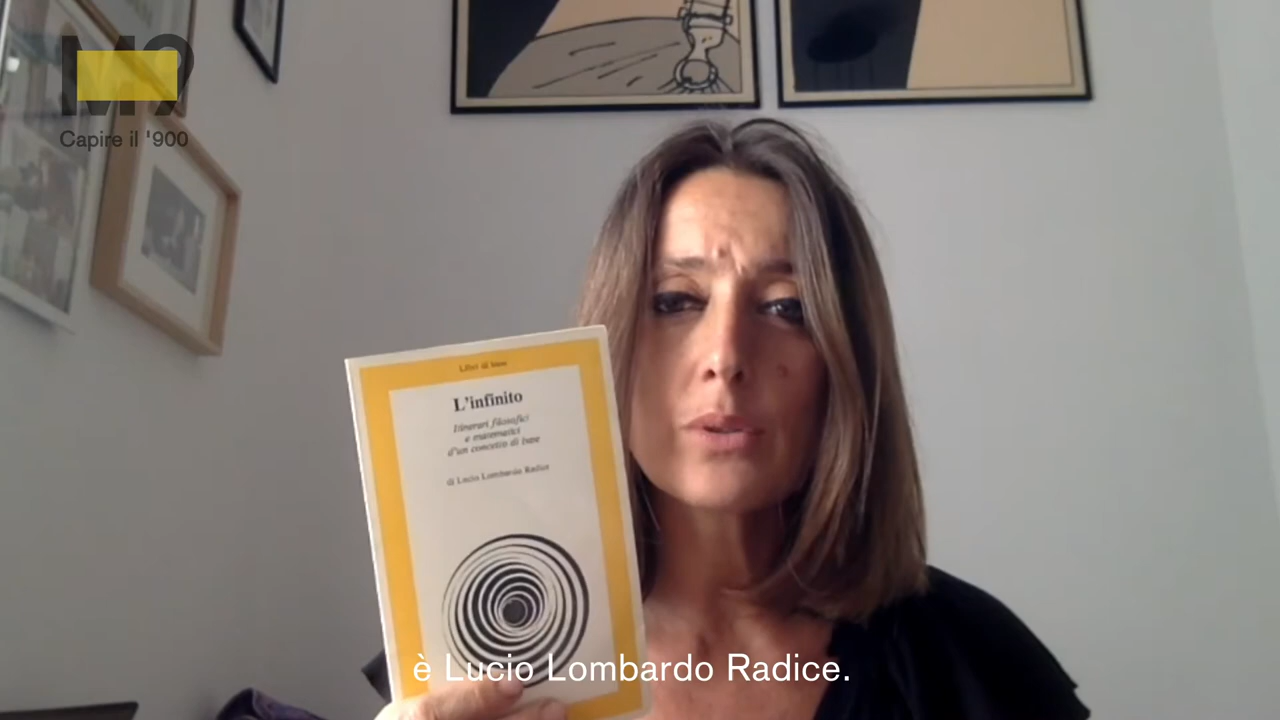 M9
Capire il '900
Libri di base
L'infinito
Itinerari filosofici
e matematici
d'un concetto di base
di Lucio Lombardo Radice
è Lucio Lombardo Radice.